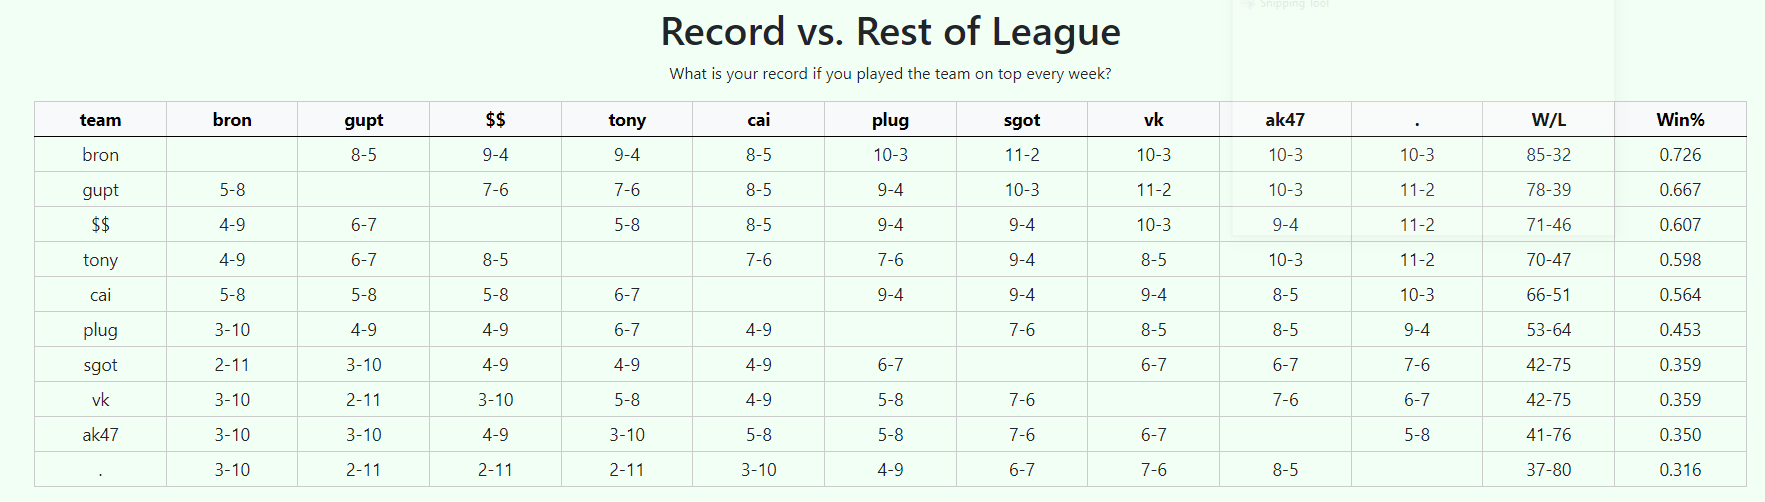 Snipping Tool
Record vs. Rest of League
What is your record if you played the team on top every week?
team bron gupt $$ tony cai plug sgot vk ak47 . W/L Win%
bron 8-5 9-4 9-4 8-5 10-3 11-2 10-3 10-3 10-3 85-32 0.726
gupt 5-8 7-6 7-6 8-5 9-4 10-3 11-2 10-3 11-2 78-39 0.667
$$ 4-9 6-7 5-8 8-5 9-4 9-4 10-3 9-4 11-2 71-46 0.607
tony 4-9 6-7 8-5 7-6 7-6 9-4 8-5 10-3 11-2 70-47 0.598
cai 5-8 5-8 5-8 6-7 9-4 9-4 9-4 8-5 10-3 66-51 0.564
plug 3-10 4-9 4-9 6-7 4-9 7-6 8-5 8-5 9-4 53-64 0.453
sgot 2-11 3-10 4-9 4-9 4-9 6-7 6-7 6-7 7-6 42-75 0.359
vk 3-10 2-11 3-10 5-8 4-9 5-8 7-6 7-6 6-7 42-75 0.359
ak47 3-10 3-10 4-9 3-10 5-8 5-8 7-6 6-7 5-8 41-76 0.350
. 3-10 2-11 2-11 2-11 3-10 4-9 6-7 7-6 8-5 37-80 0.316